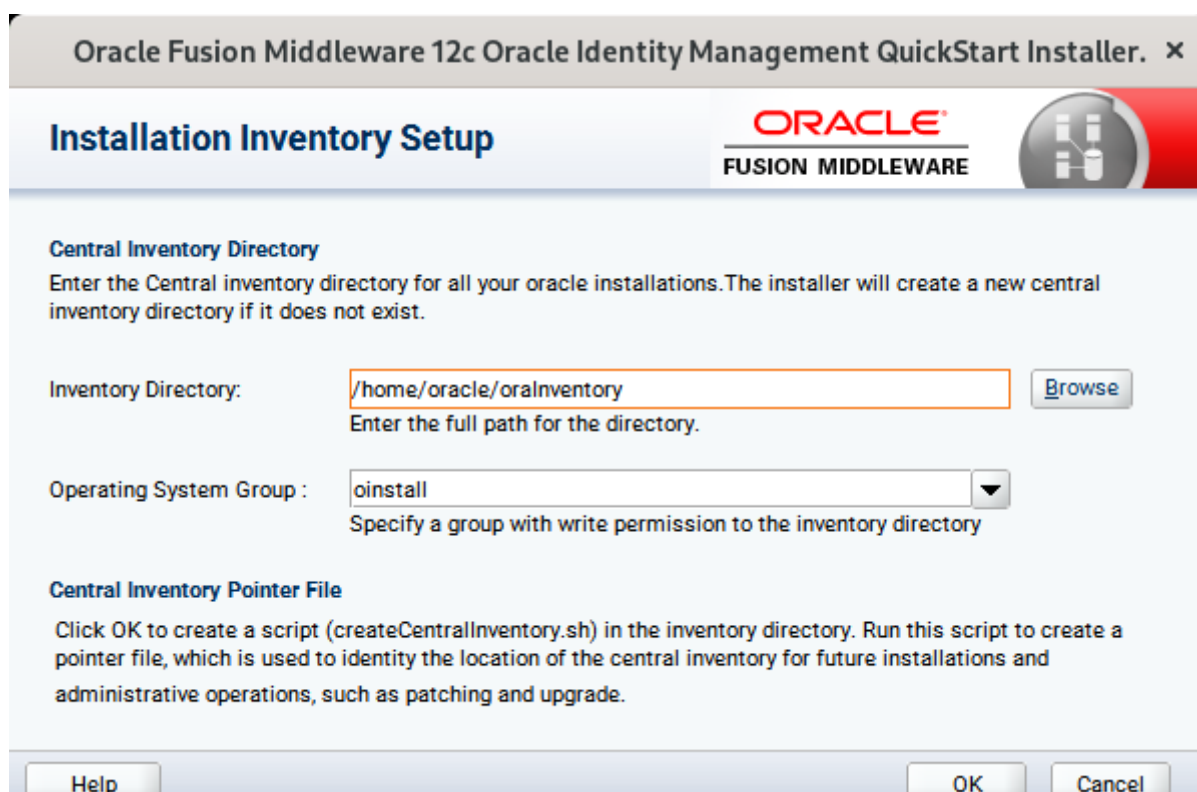 Oracle Fusion Middleware 12c Oracle Identity Management QuickStart Installer. ×
Installation Inventory Setup
ORACLE
FUSION MIDDLEWARE
Central Inventory Directory
Enter the Central inventory directory for all your oracle installations.The installer will create a new central
inventory directory if it does not exist.
Inventory Directory: /home/oracle/oraInventory Browse
Enter the full path for the directory.
Operating System Group : oinstall
Specify a group with write permission to the inventory directory
Central Inventory Pointer File
Click OK to create a script (createCentralInventory.sh) in the inventory directory. Run this script to create a
pointer file, which is used to identity the location of the central inventory for future installations and
administrative operations, such as patching and upgrade.
Help OK Cancel